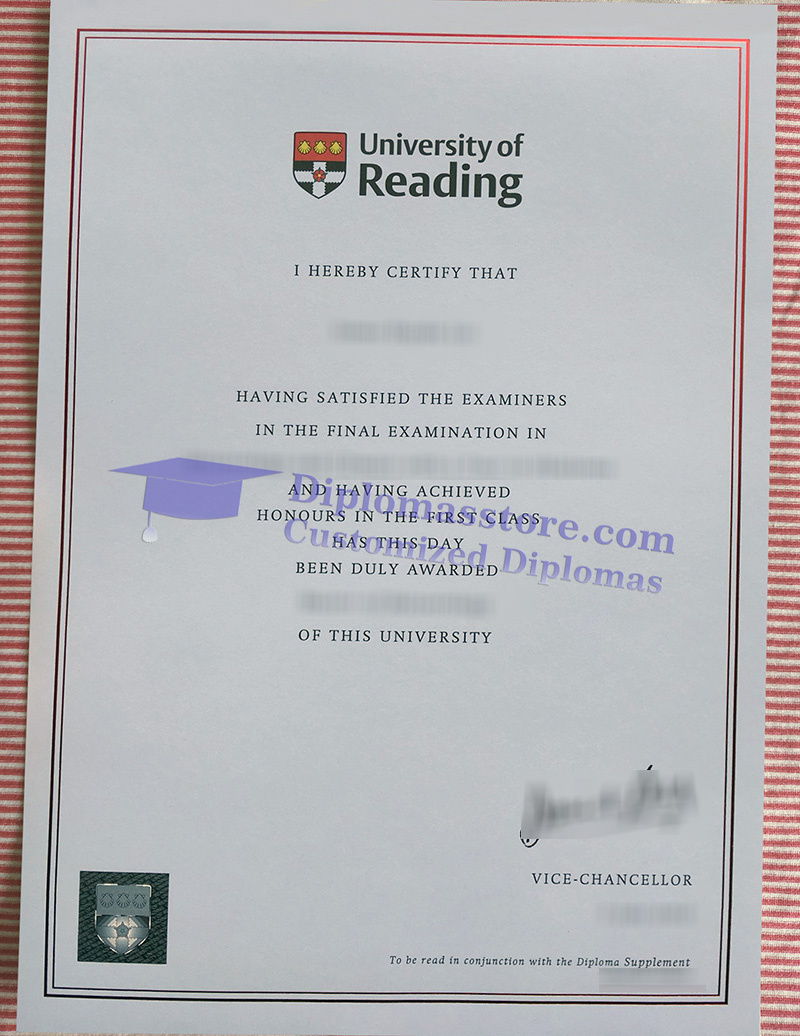 University of
Reading
I HEREBY CERTIFY THAT
HAVING SATISFIED THE EXAMINERS
IN THE FINAL EXAMINATION IN
AND HAVING ACHIEVED
HONOURS IN THE FIRST CLASS
HAS THIS DAY
BEEN DULY AWARDED
OF THIS UNIVERSITY
Diplomasstore.com
Customized Diplomas
VICE-CHANCELLOR
To be read in conjunction with the Diploma Supplement